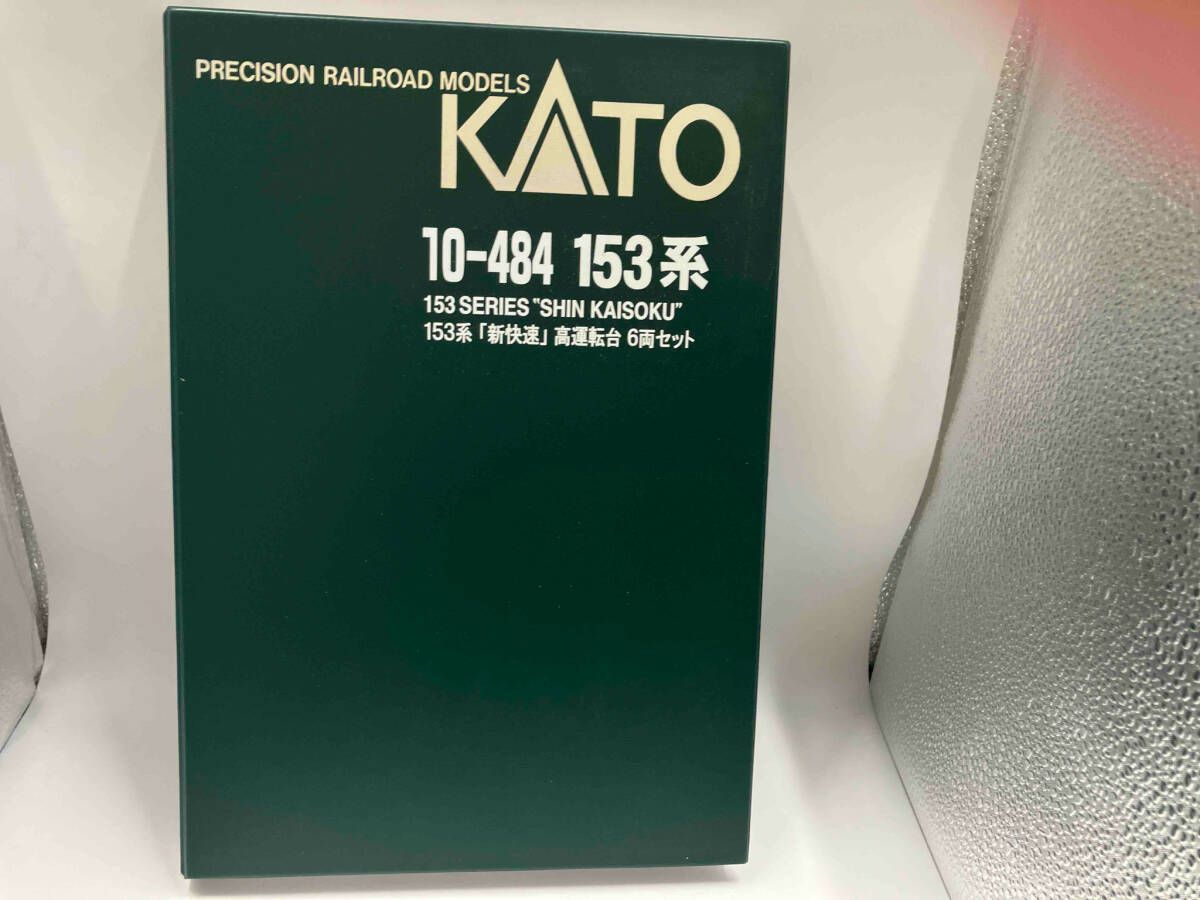 PRECISION RAILROAD MODELS
KATO
10-484 153系
153 SERIES "SHIN KAISOKU"
153系「新快速」高運転台 6両セット